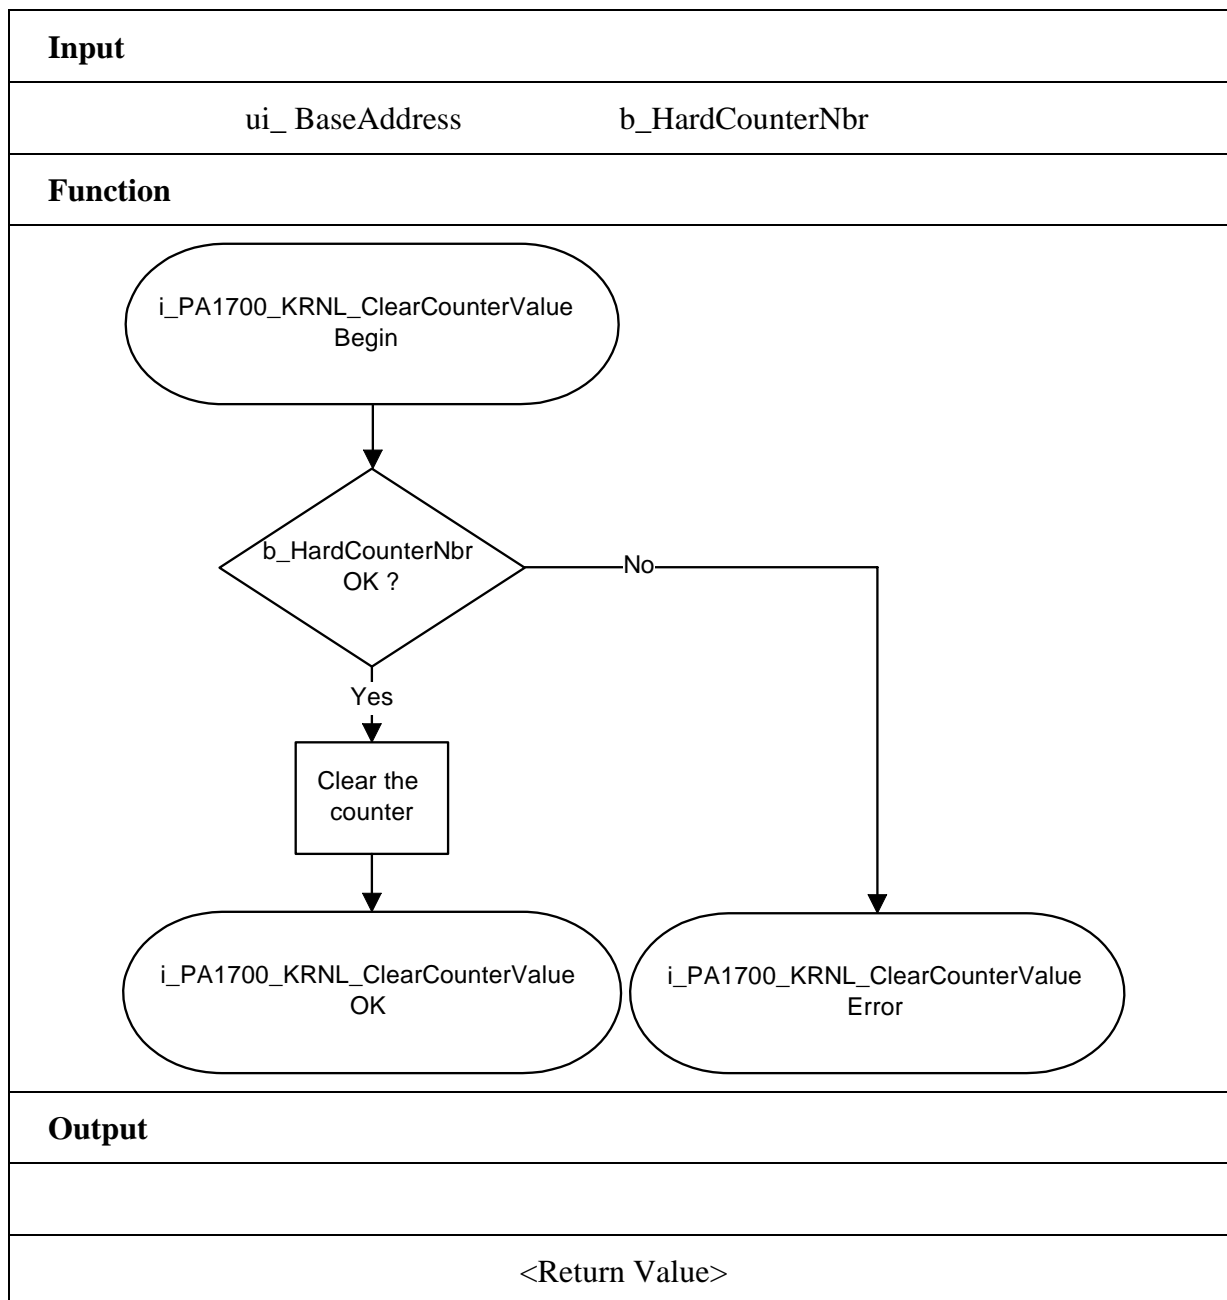 Input
ui_ BaseAddress b_HardCounterNbr
Function
i_PA1700_KRNL_ClearCounterValue
Begin
b_HardCounterNbr
OK ?
No
Yes
Clear the
counter
i_PA1700_KRNL_ClearCounterValue
OK
i_PA1700_KRNL_ClearCounterValue
Error
Output
<Return Value>